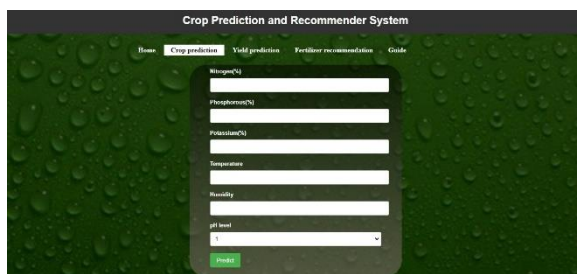 Crop Prediction and Recommender System
Home Crop prediction Yield prediction Fertilizer recommendation Guide
Nitrogen(%)
Phosphorous(%)
Potassium(%)
Temperature
Humidity
pH level
1
Predict